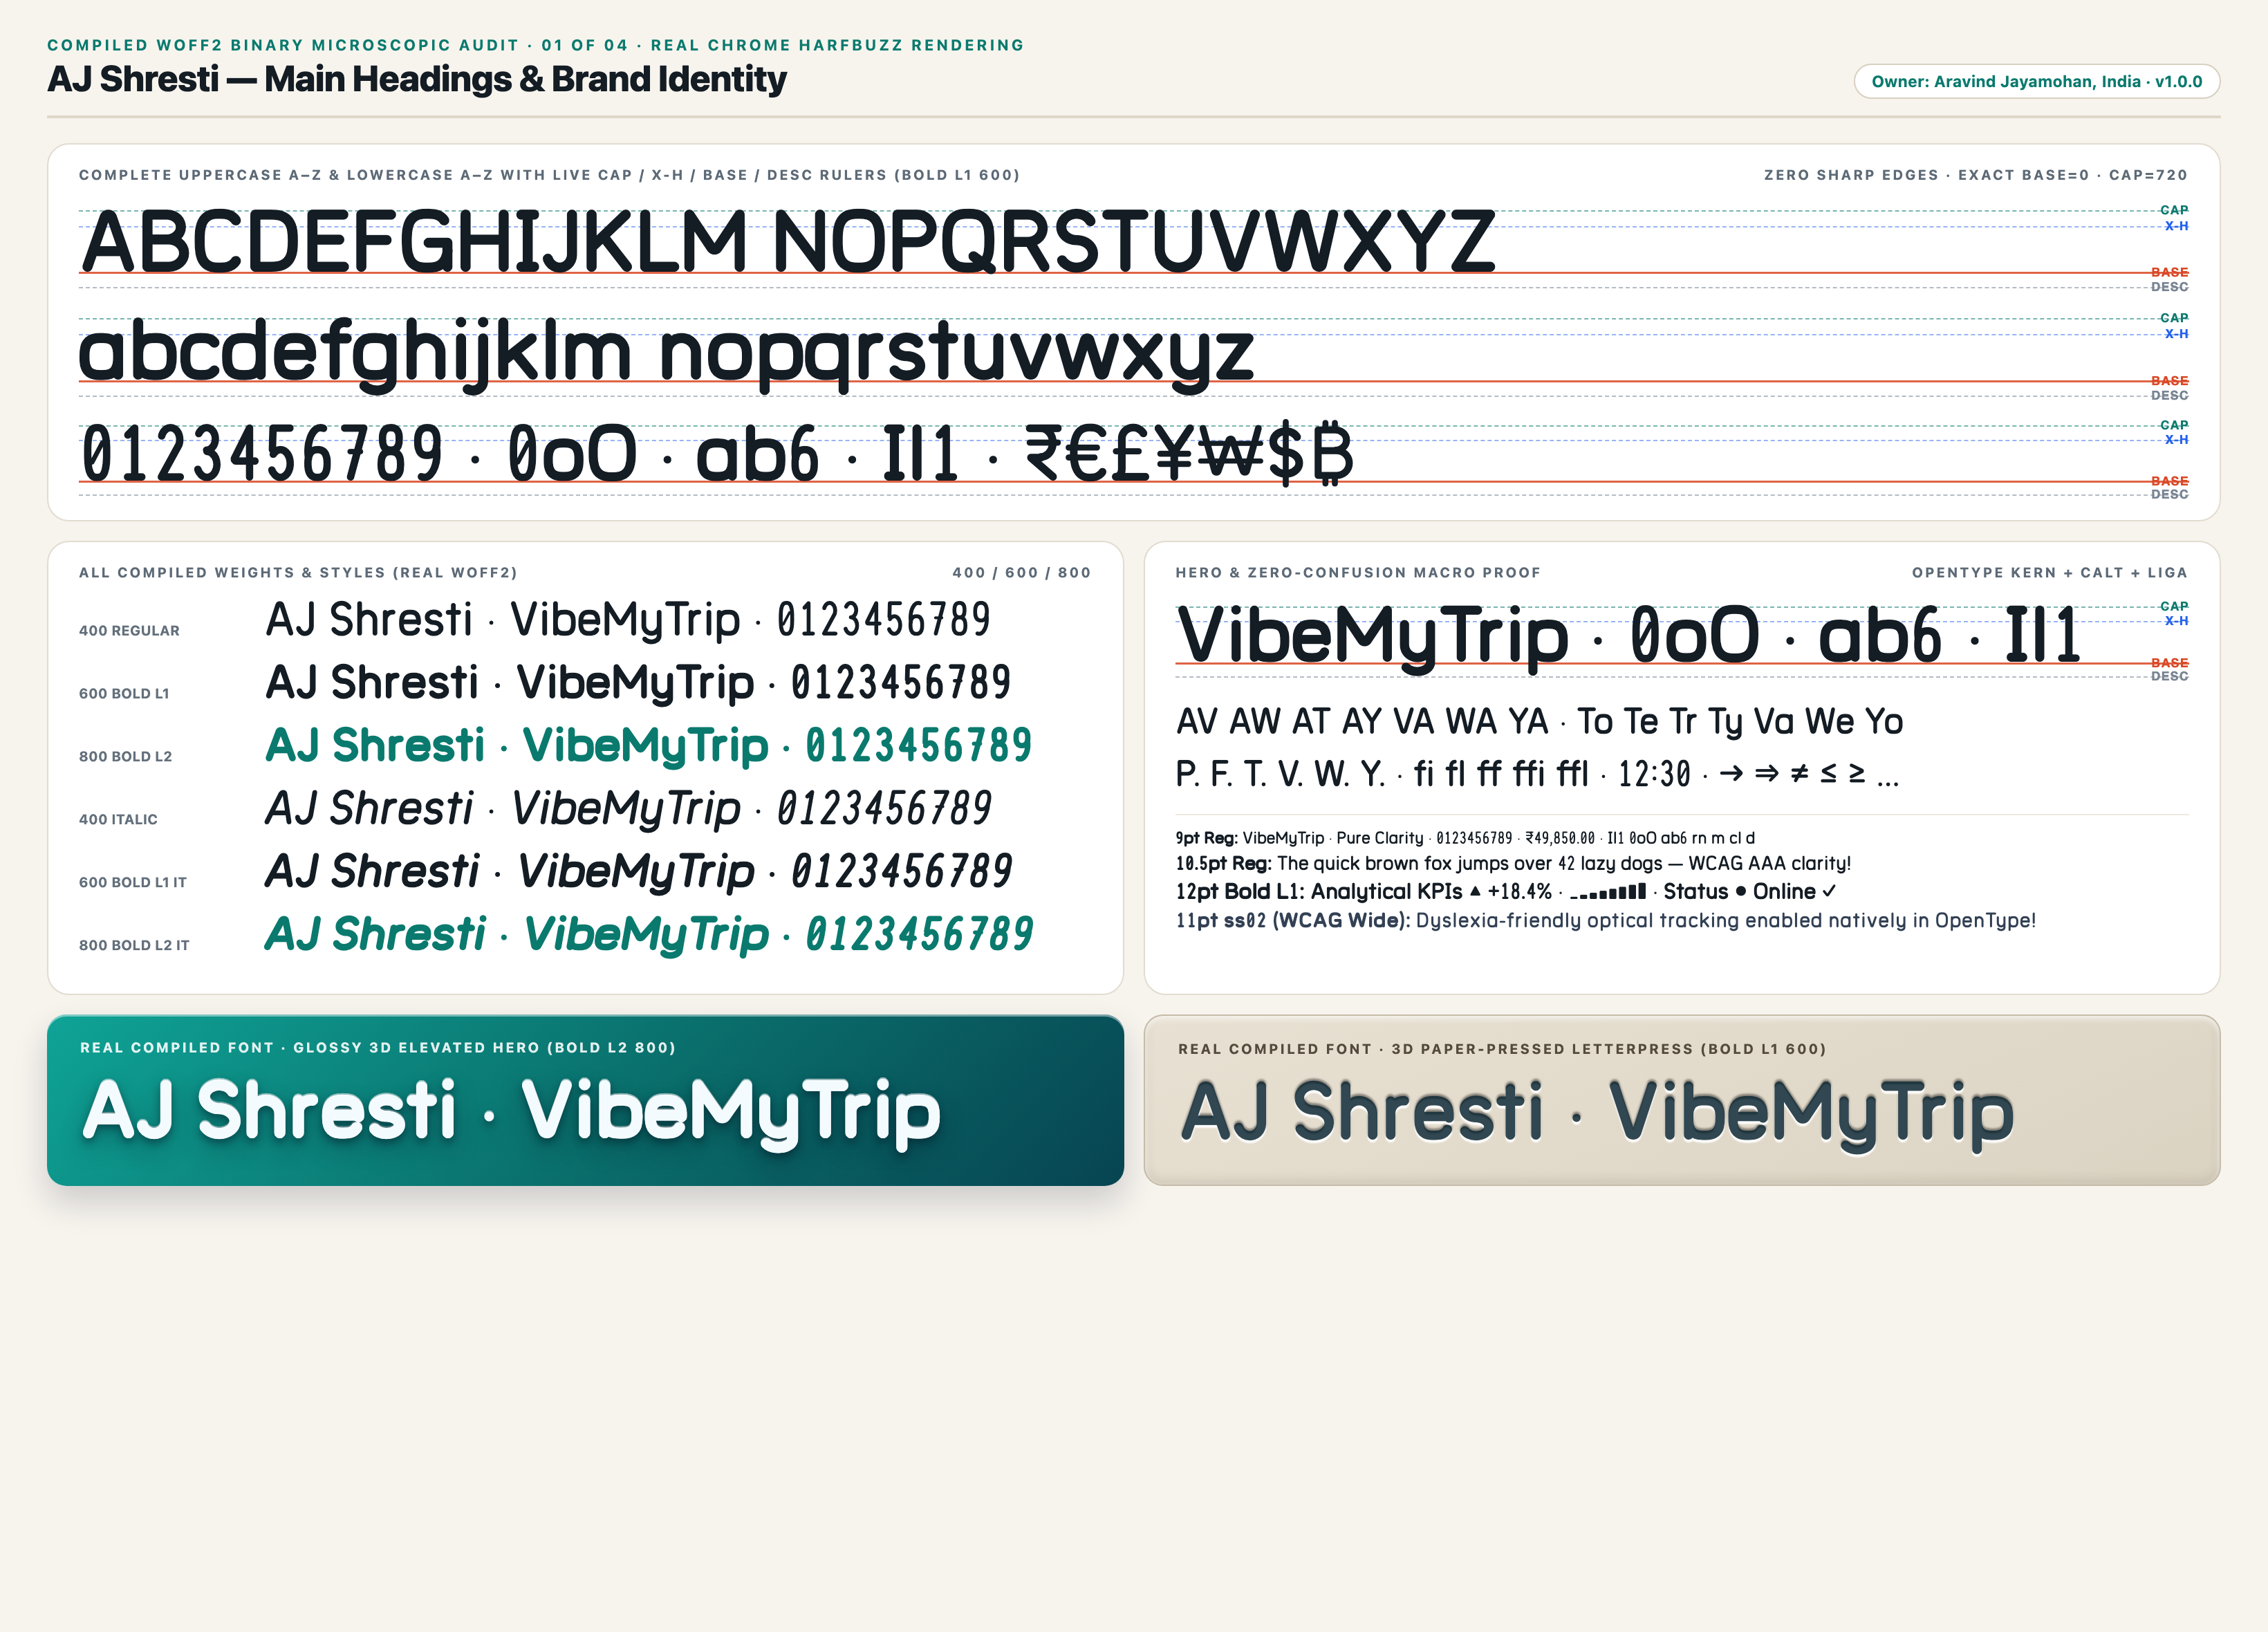 COMPILED WOFF2 BINARY MICROSCOPIC AUDIT · 01 OF 04 · REAL CHROME HARFBUZZ RENDERING
AJ Shresti — Main Headings & Brand Identity
Owner: Aravind Jayamohan, India · v1.0.0
COMPLETE UPPERCASE A–Z & LOWERCASE A–Z WITH LIVE CAP / X-H / BASE / DESC RULERS (BOLD L1 600)
ZERO SHARP EDGES · EXACT BASE=0 · CAP=720
ABCDEFGHIJKLM NOPQRSTUVWXYZ
CAP
X-H
BASE
DESC
abcdefghijklm nopqrstuvwxyz
CAP
X-H
BASE
DESC
0123456789 · 0oO · ab6 · Il1 · ₹€£¥₩$₿
CAP
X-H
BASE
DESC
ALL COMPILED WEIGHTS & STYLES (REAL WOFF2)
400 / 600 / 800
400 REGULAR AJ Shresti · VibeMyTrip · 0123456789
600 BOLD L1 AJ Shresti · VibeMyTrip · 0123456789
800 BOLD L2 AJ Shresti · VibeMyTrip · 0123456789
400 ITALIC AJ Shresti · VibeMyTrip · 0123456789
600 BOLD L1 IT AJ Shresti · VibeMyTrip · 0123456789
800 BOLD L2 IT AJ Shresti · VibeMyTrip · 0123456789
HERO & ZERO-CONFUSION MACRO PROOF
OPENTYPE KERN + CALT + LIGA
VibeMyTrip · 0oO · ab6 · Il1
CAP
X-H
BASE
DESC
AV AW AT AY VA WA YA · To Te Tr Ty Va We Yo
P. F. T. V. W. Y. · fi fl ff ffi ffl · 12:30 · → ⇒ ≠ ≤ ≥ …
9pt Reg: VibeMyTrip · Pure Clarity · 0123456789 · ₹49,850.00 · Il1 0oO ab6 rn m cl d
10.5pt Reg: The quick brown fox jumps over 42 lazy dogs — WCAG AAA clarity!
12pt Bold L1: Analytical KPIs ▲ +18.4% · ▁▂▃▄▅▆▇█ · Status ● Online ✓
11pt ss02 (WCAG Wide): Dyslexia-friendly optical tracking enabled natively in OpenType!
REAL COMPILED FONT · GLOSSY 3D ELEVATED HERO (BOLD L2 800)
AJ Shresti · VibeMyTrip
REAL COMPILED FONT · 3D PAPER-PRESSED LETTERPRESS (BOLD L1 600)
AJ Shresti · VibeMyTrip